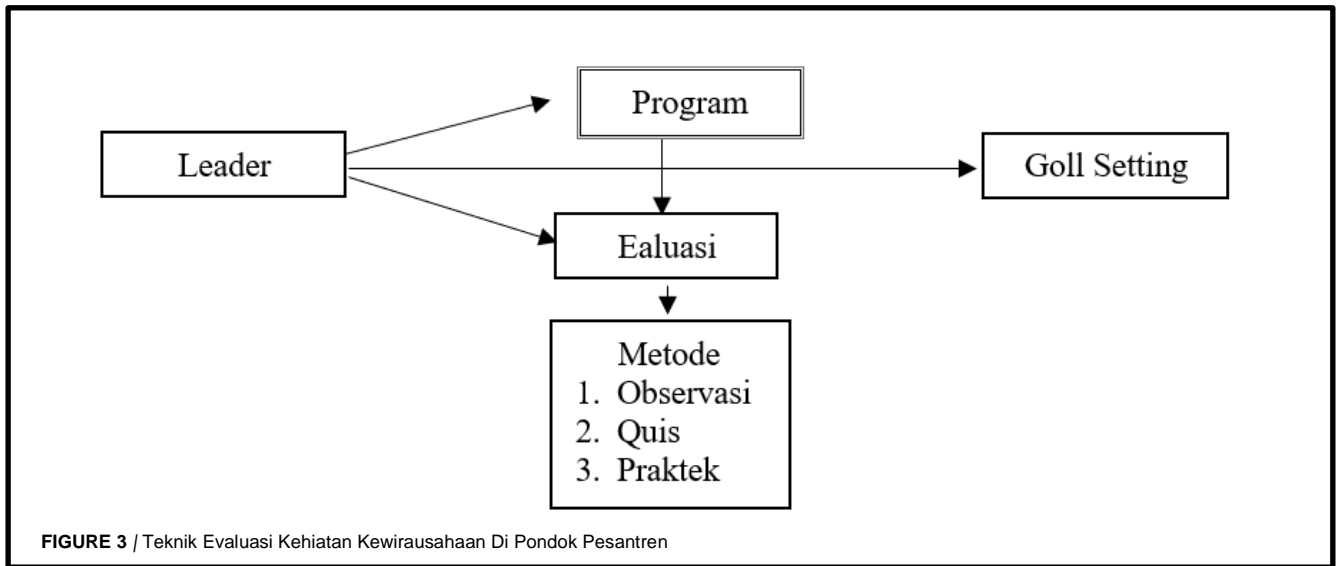 Program
Leader
Goll Setting
Ealuasi
Metode
1. Observasi
2. Quis
3. Praktek
FIGURE 3 | Teknik Evaluasi Kehiatan Kewirausahaan Di Pondok Pesantren